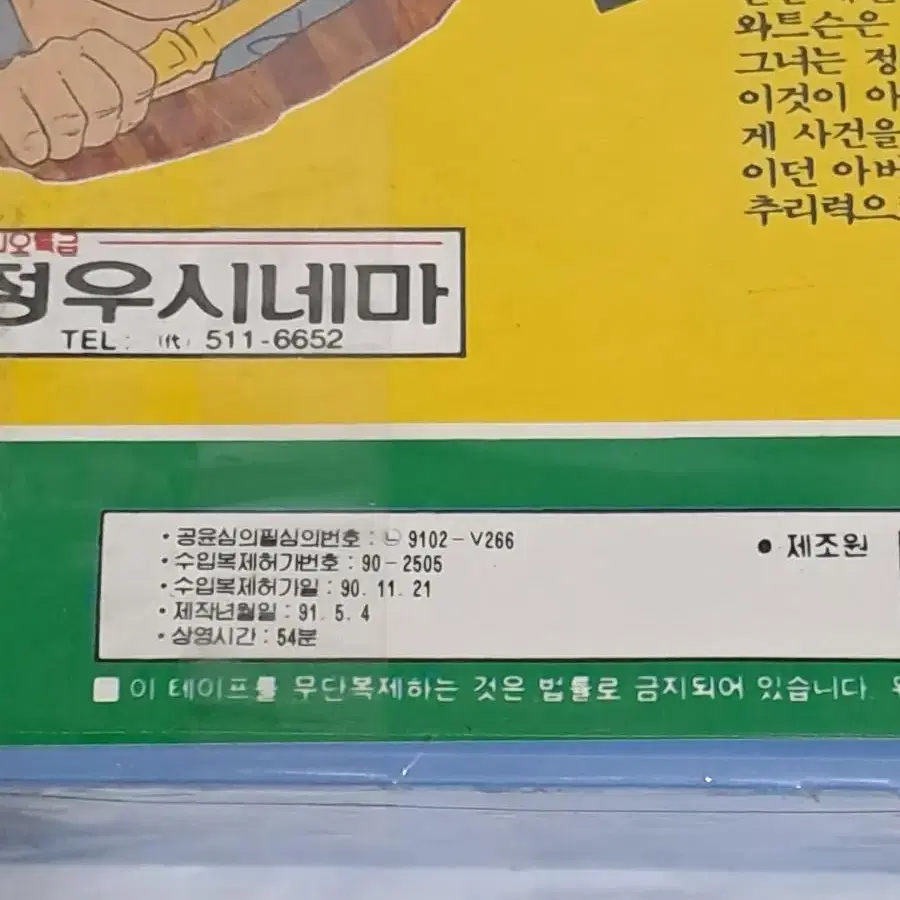 와트슨은
그녀는 정
이것이 아
게 사건을
이던 아버
추리력으
오특급
정우시네마
TEL: 511-6652
• 공윤심의필심의번호 : 9102-V266
• 수입복제허가번호 : 90-2505
• 수입복제허가일 : 90. 11. 21
• 제작년월일 : 91. 5. 4
• 상영시간 : 54분
● 제조원
이 테이프를 무단복제하는 것은 법률로 금지되어 있습니다.